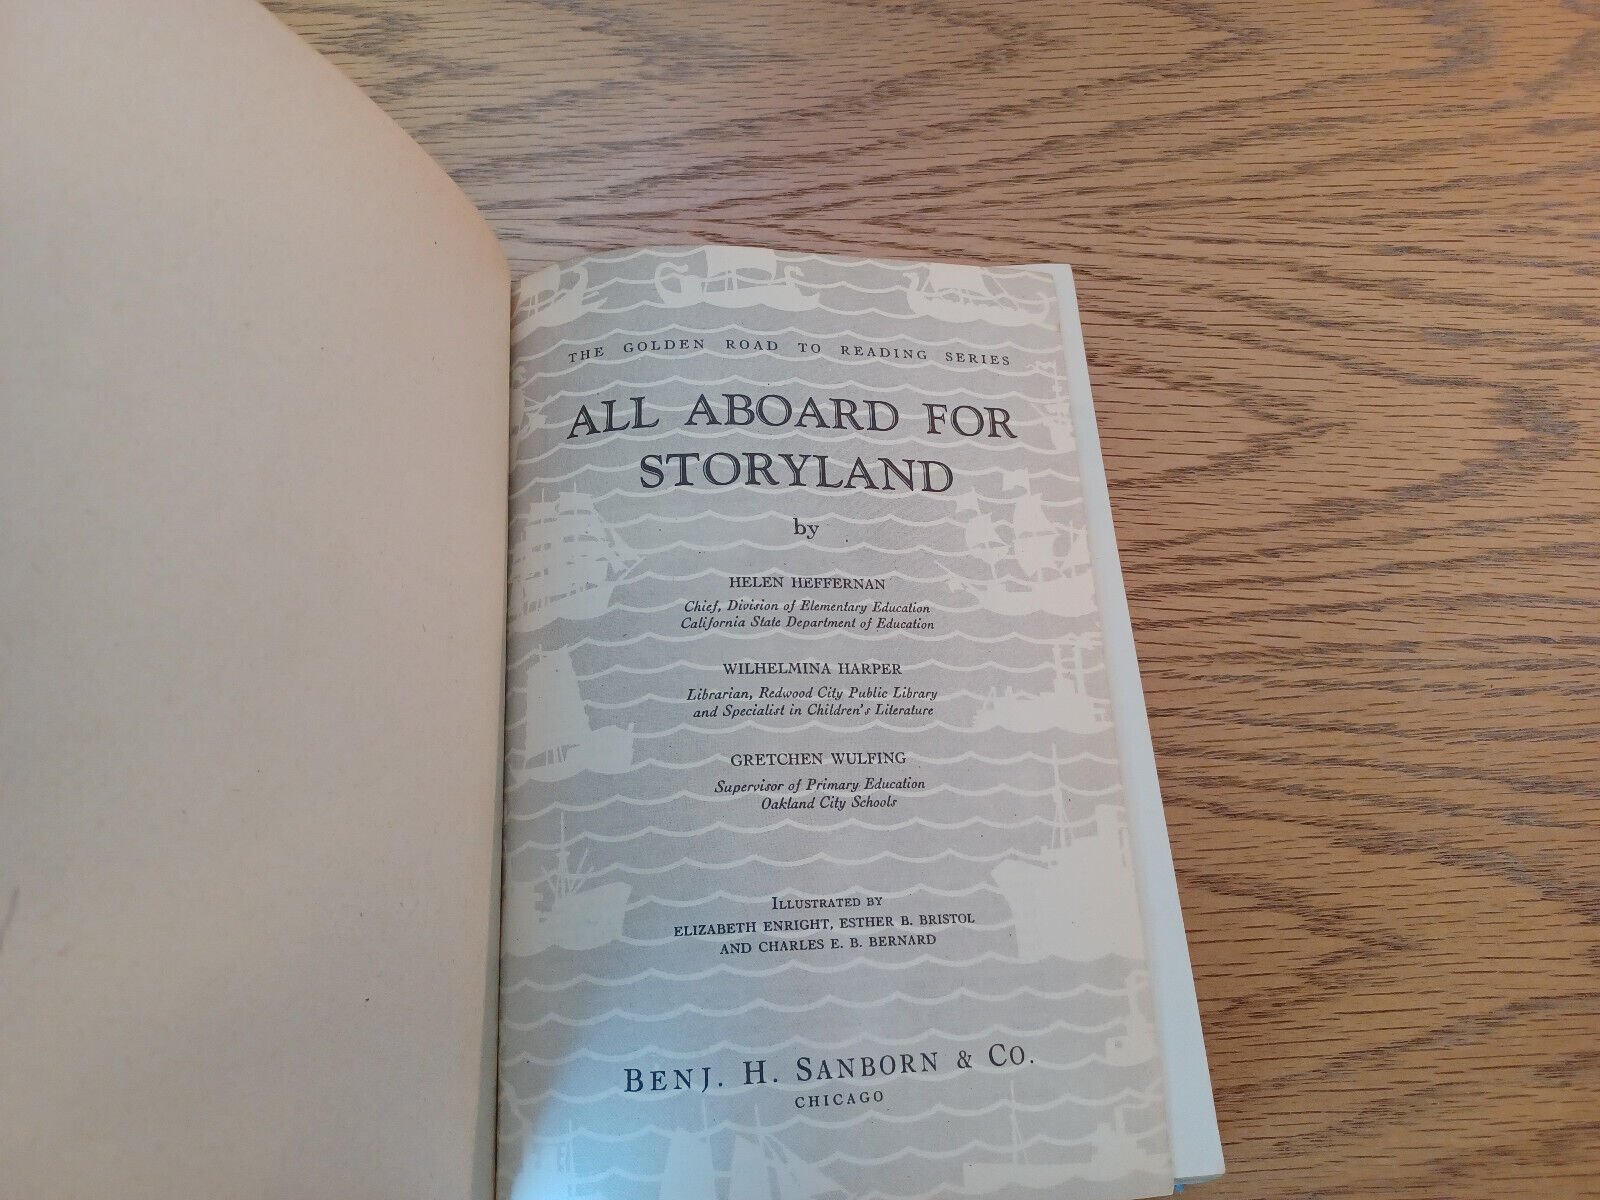 THE GOLDEN ROAD TO READING SERIES
ALL ABOARD FOR
STORYLAND
by
HELEN HEFFERNAN
Chief, Division of Elementary Education
California State Department of Education
WILHELMINA HARPER
Librarian, Redwood City Public Library
and Specialist in Children's Literature
GRETCHEN WULFING
Supervisor of Primary Education
Oakland City Schools
ILLUSTRATED BY
ELIZABETH ENRIGHT, ESTHER B. BRISTOL
AND CHARLES E. B. BERNARD
BENJ. H. SANBORN & CO.
CHICAGO